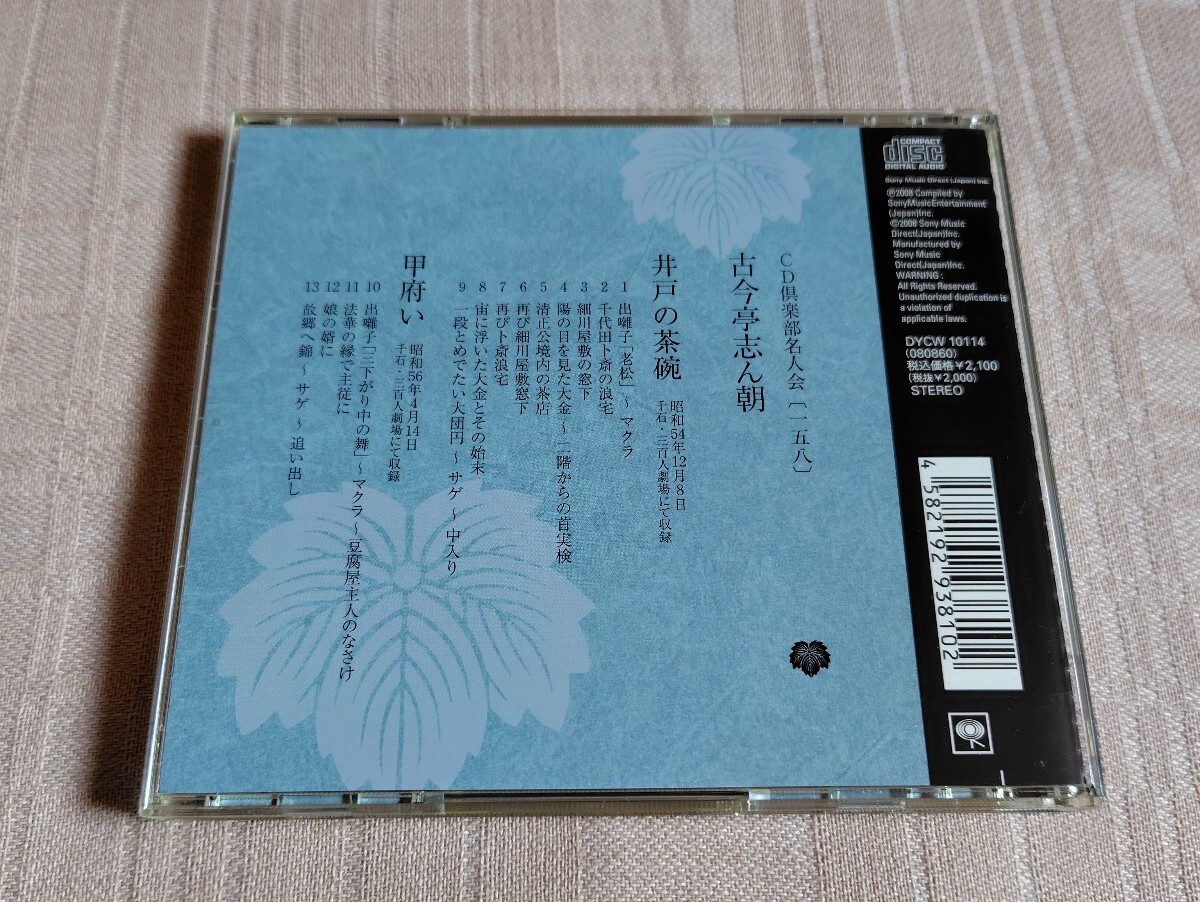 CD倶楽部名人会〔一五八〕
古今亭志ん朝
井戸の茶碗
昭和54年12月8日
千石・三百人劇場にて収録
1 出囃子「老松」～マクラ
2 千代田卜斎の浪宅
3 細川屋敷の窓下
4 陽の目を見た大金～二階からの首実検
5 清正公境内の茶店
6 再び細川屋敷窓下
7 再び卜斎浪宅
8 宙に浮いた大金とその始末
9 一段とめでたい大団円～サゲ～中入り
甲府い
昭和56年4月14日
千石・三百人劇場にて収録
10 出囃子「三下がり中の舞」～マクラ～豆腐屋主人のなさけ
11 法華の縁で主従に
12 娘の婿に
13 故郷へ錦～サゲ～追い出し
COMPACT
disc
DIGITAL AUDIO
Sony Music Direct (Japan) Inc.
℗2008 Compiled by
SonyMusicEntertainment
(Japan)Inc.
©2008 Sony Music
Direct(Japan)Inc.
Manufactured by
Sony Music
Direct(Japan)Inc.
WARNING :
All Rights Reserved.
Unauthorized duplication is
a violation of
applicable laws.
DYCW 10114
(080860)
税込価格￥2,100
(税抜￥2,000)
STEREO
4 582192 938102